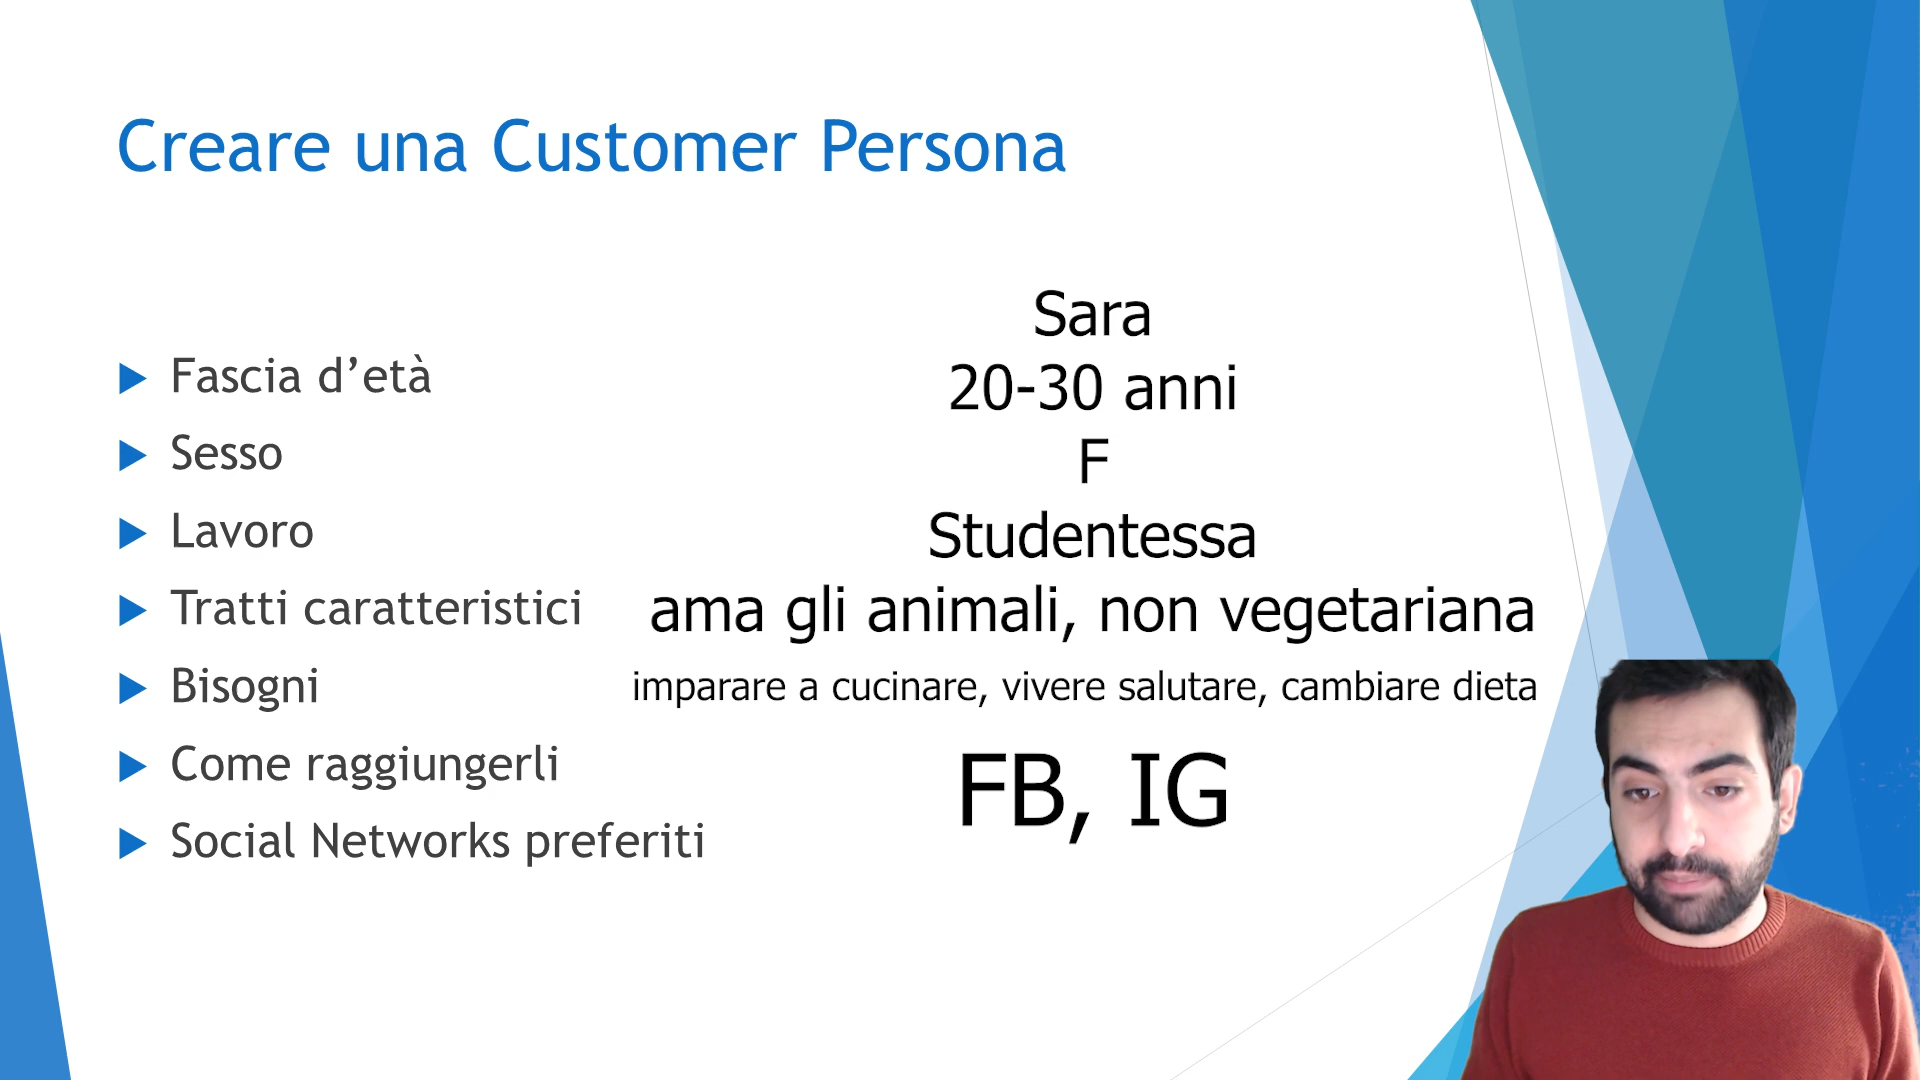 Creare una Customer Persona
Fascia d’età
Sesso
Lavoro
Tratti caratteristici
Bisogni
Come raggiungerli
Social Networks preferiti
Sara
20-30 anni
F
Studentessa
ama gli animali, non vegetariana
imparare a cucinare, vivere salutare, cambiare dieta
FB, IG